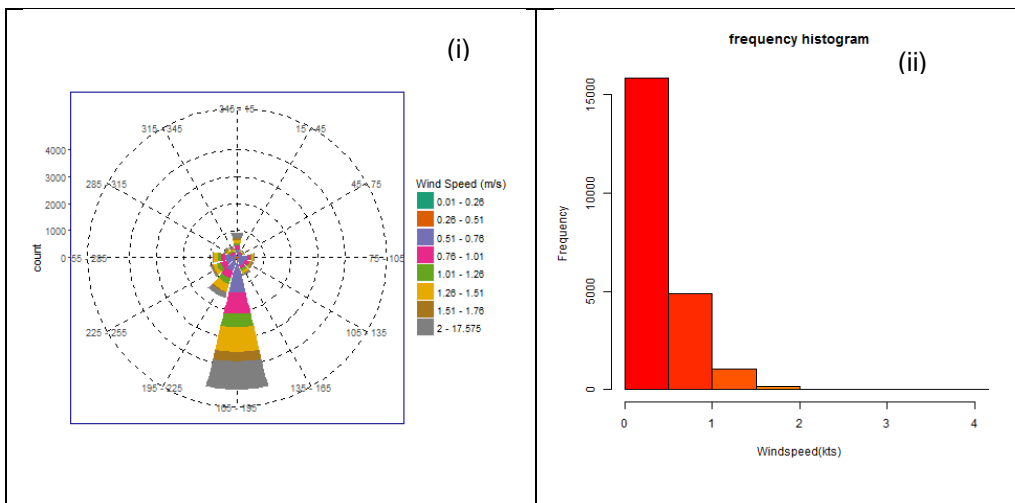 (i)
345 - 15
315 - 345
15 - 45
4000
3000
285 - 315
45 - 75
2000
1000
0
255 - 285
75 - 105
count
225 - 255
105 - 135
195 - 225
135 - 165
165 - 195
Wind Speed (m/s)
0.01 - 0.26
0.26 - 0.51
0.51 - 0.76
0.76 - 1.01
1.01 - 1.26
1.26 - 1.51
1.51 - 1.76
2 - 17.575
frequency histogram
(ii)
15000
10000
5000
0
Frequency
0 1 2 3 4
Windspeed(kts)